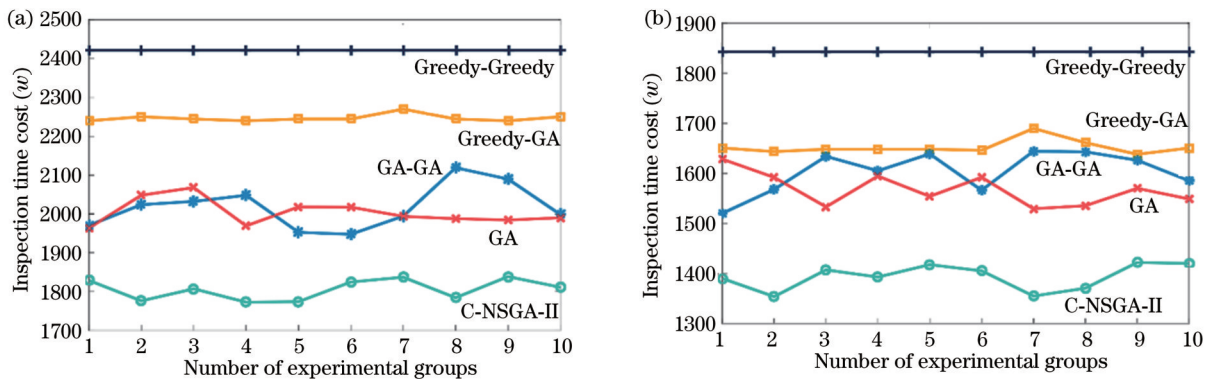 (a)
2500
2400
2300
2200
2100
2000
1900
1800
1700
Inspection time cost (w)
Greedy-Greedy
Greedy-GA
GA-GA
GA
C-NSGA-II
1 2 3 4 5 6 7 8 9 10
Number of experimental groups
(b)
1900
1800
1700
1600
1500
1400
1300
Inspection time cost (w)
Greedy-Greedy
Greedy-GA
GA-GA
GA
C-NSGA-II
1 2 3 4 5 6 7 8 9 10
Number of experimental groups